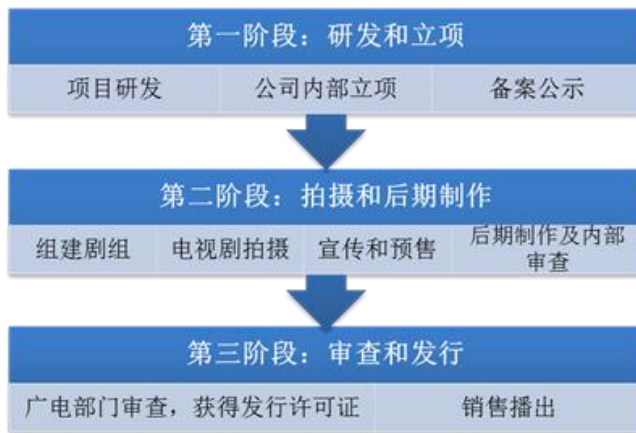 第一阶段：研发和立项
项目研发 公司内部立项 备案公示
第二阶段：拍摄和后期制作
组建剧组 电视剧拍摄 宣传和预售 后期制作及内部
审查
第三阶段：审查和发行
广电部门审查，获得发行许可证 销售播出